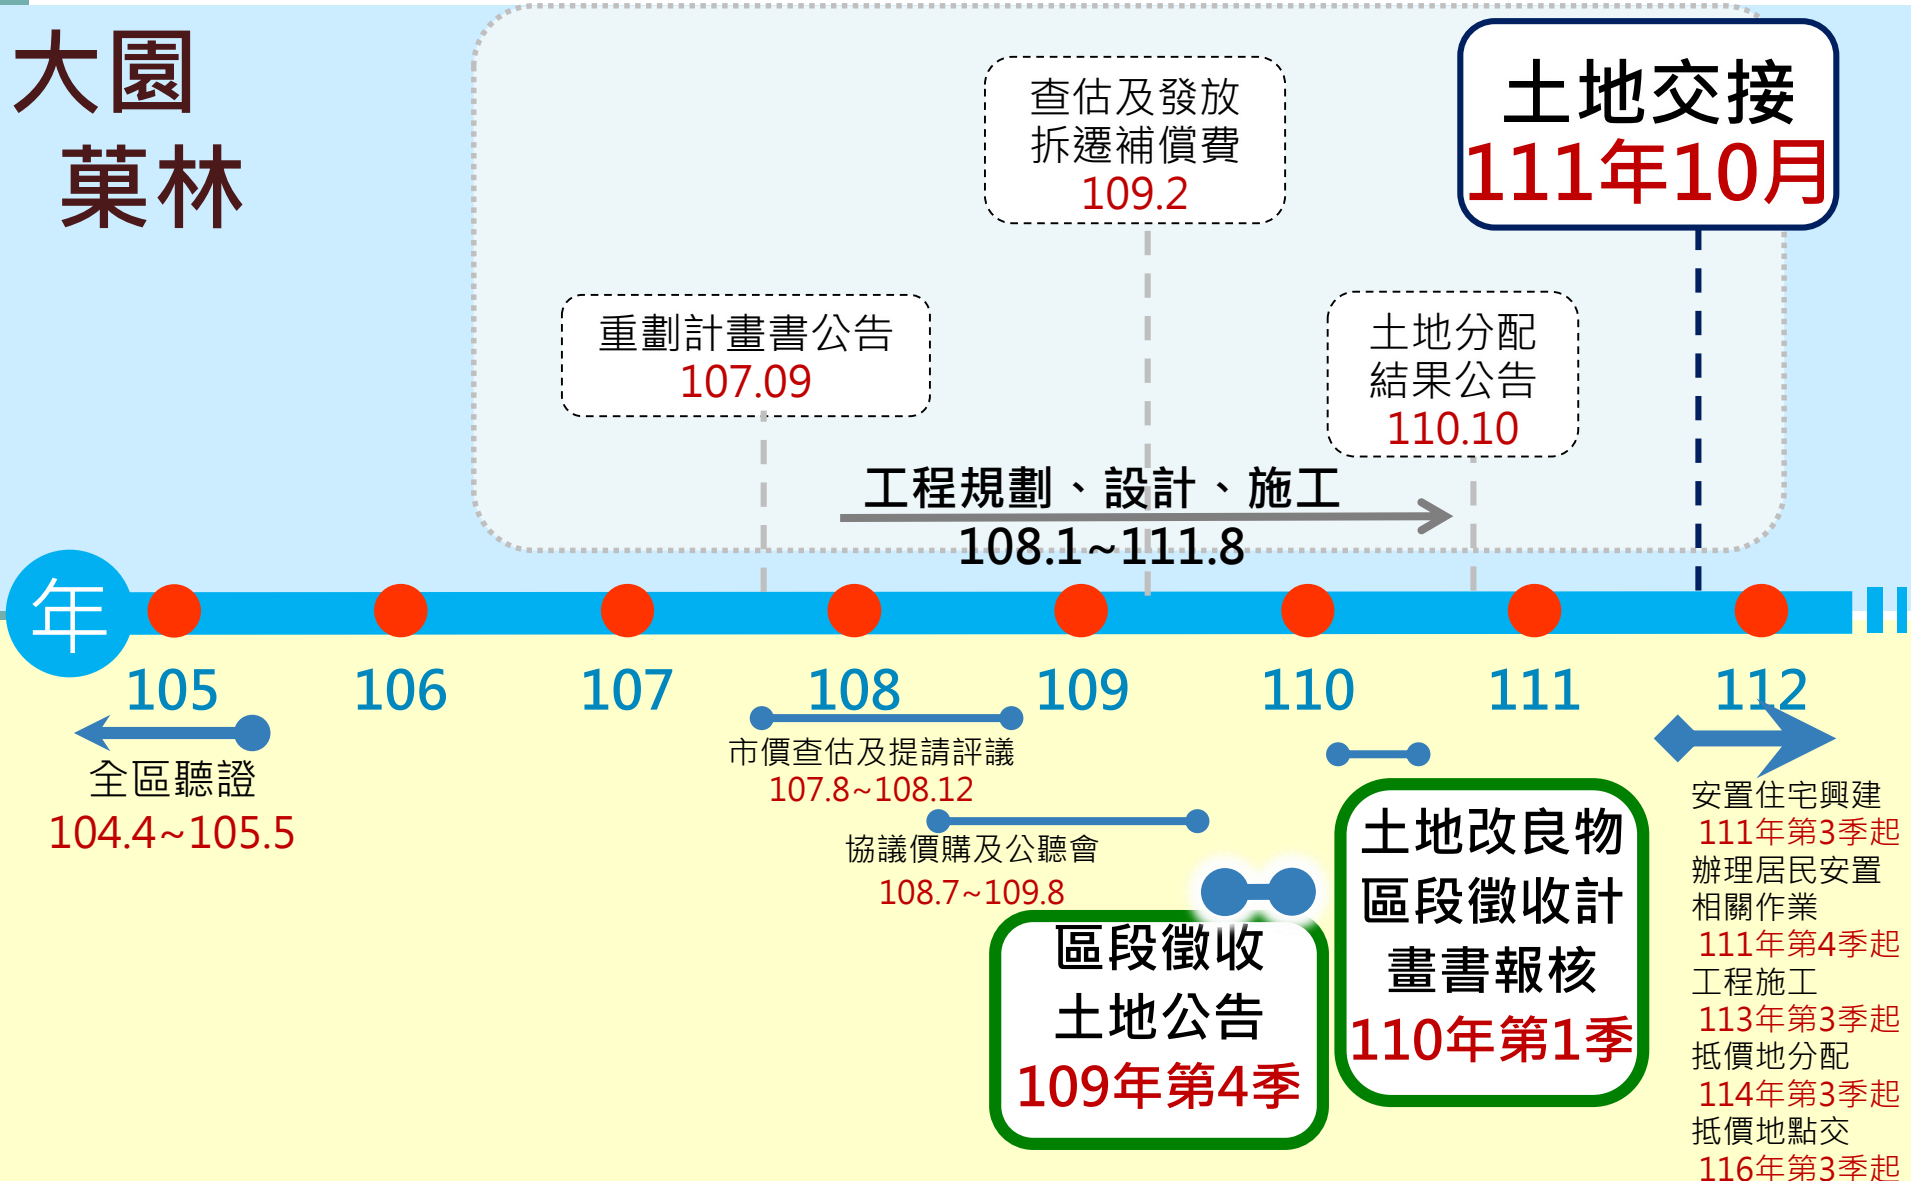 大園
菓林
查估及發放
拆遷補償費
109.2
土地交接
111年10月
重劃計畫書公告
107.09
土地分配
結果公告
110.10
工程規劃、設計、施工
108.1~111.8
年
105
106
107
108
109
110
111
112
全區聽證
104.4~105.5
市價查估及提請評議
107.8~108.12
協議價購及公聽會
108.7~109.8
區段徵收
土地公告
109年第4季
土地改良物
區段徵收計
畫書報核
110年第1季
安置住宅興建
111年第3季起
辦理居民安置
相關作業
111年第4季起
工程施工
113年第3季起
抵價地分配
114年第3季起
抵價地點交
116年第3季起